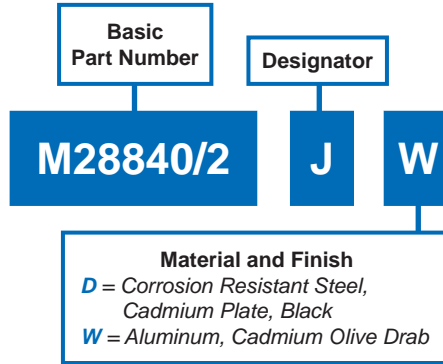 Basic
Part Number
Designator
M28840/2 J W
Material and Finish
D = Corrosion Resistant Steel,
Cadmium Plate, Black
W = Aluminum, Cadmium Olive Drab